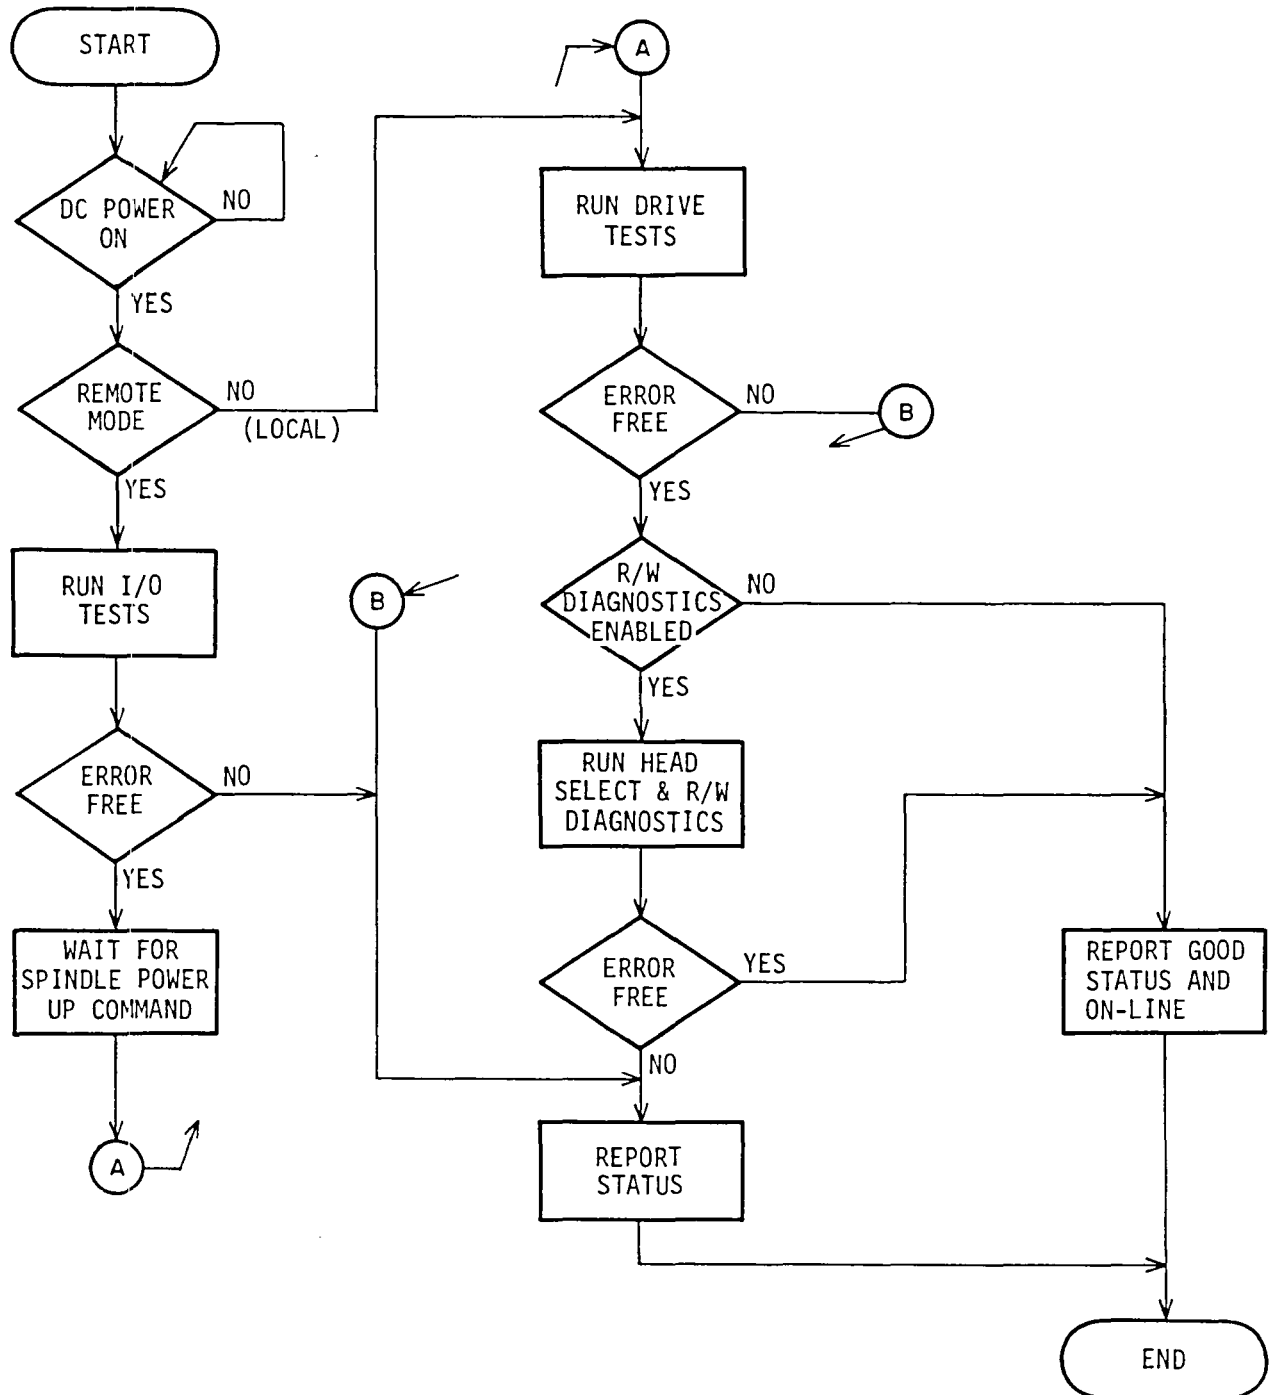 START
DC POWER
ON
NO
YES
REMOTE
MODE
NO
(LOCAL)
YES
RUN I/O
TESTS
ERROR
FREE
NO
YES
WAIT FOR
SPINDLE POWER
UP COMMAND
A
B
A
RUN DRIVE
TESTS
ERROR
FREE
NO
B
YES
R/W
DIAGNOSTICS
ENABLED
NO
YES
RUN HEAD
SELECT & R/W
DIAGNOSTICS
ERROR
FREE
YES
NO
REPORT
STATUS
REPORT GOOD
STATUS AND
ON-LINE
END